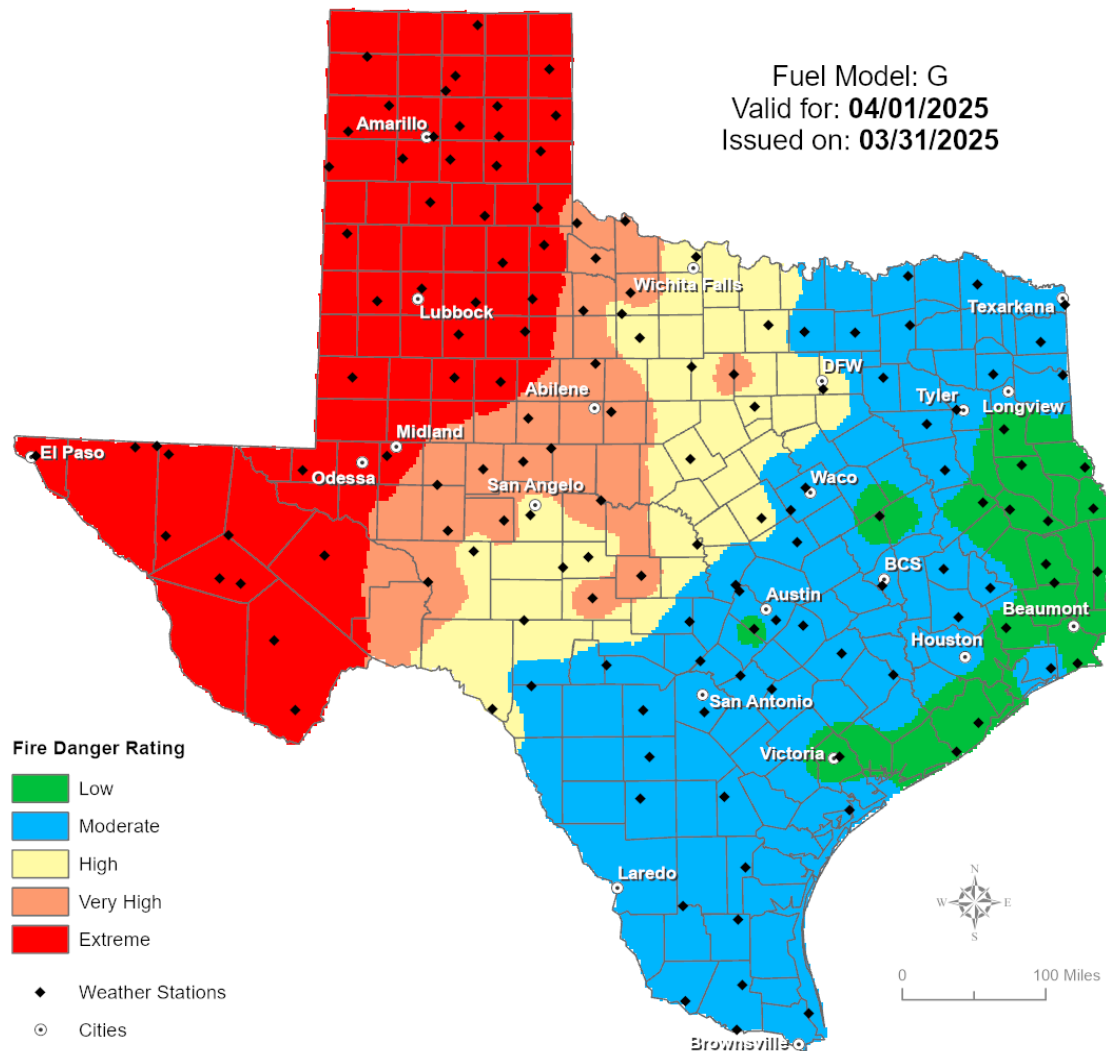 Fuel Model: G
Valid for: 04/01/2025
Issued on: 03/31/2025
Amarillo
Wichita Falls
Texarkana
Lubbock
DFW
Abilene
Tyler
Longview
Midland
El Paso
Odessa
Waco
San Angelo
BCS
Austin
Beaumont
Houston
San Antonio
Victoria
Laredo
Brownsville
Fire Danger Rating
Low
Moderate
High
Very High
Extreme
Weather Stations
Cities
N
W E
S
0 100 Miles